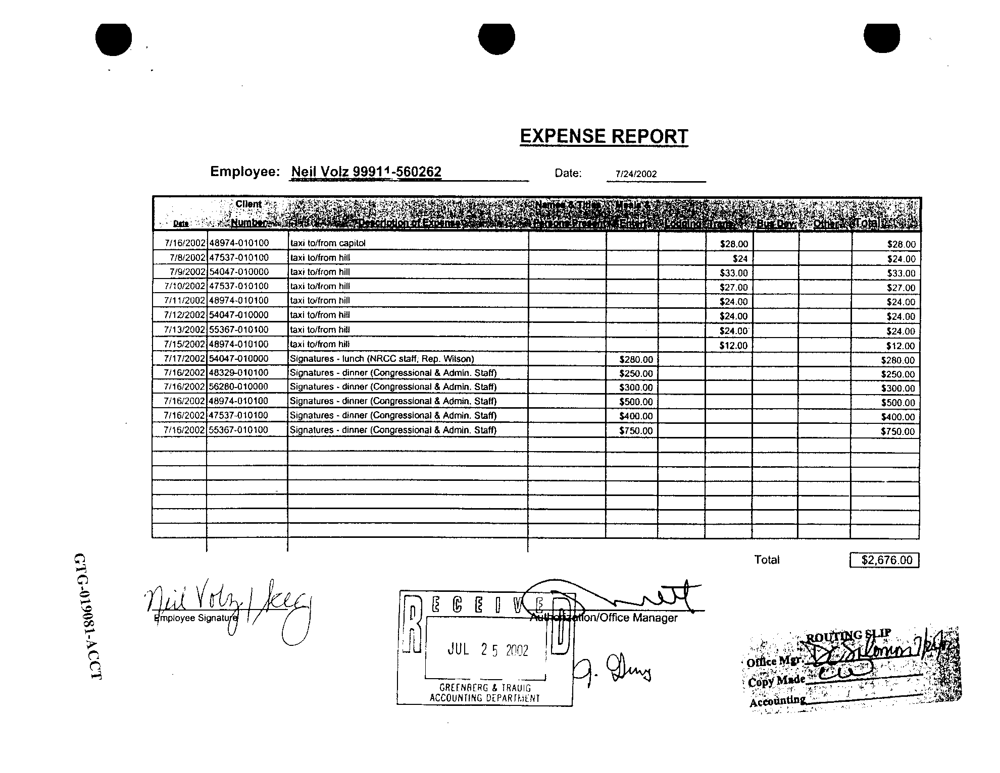 EXPENSE REPORT
Employee: Neil Volz 99911-560262 Date: 7/24/2002
Client Names & Titles Meals &
Date Number Description of Expense Persons Present Entert. Lodging Trans. Bus Dev. Other Total
7/16/2002 48974-010100 taxi to/from capitol $28.00 $28.00
7/8/2002 47537-010100 taxi to/from hill $24 $24.00
7/9/2002 54047-010000 taxi to/from hill $33.00 $33.00
7/10/2002 47537-010100 taxi to/from hill $27.00 $27.00
7/11/2002 48974-010100 taxi to/from hill $24.00 $24.00
7/12/2002 54047-010000 taxi to/from hill $24.00 $24.00
7/13/2002 55367-010100 taxi to/from hill $24.00 $24.00
7/15/2002 48974-010100 taxi to/from hill $12.00 $12.00
7/17/2002 54047-010000 Signatures - lunch (NRCC staff, Rep. Wilson) $280.00 $280.00
7/16/2002 48329-010100 Signatures - dinner (Congressional & Admin. Staff) $250.00 $250.00
7/16/2002 56280-010000 Signatures - dinner (Congressional & Admin. Staff) $300.00 $300.00
7/16/2002 48974-010100 Signatures - dinner (Congressional & Admin. Staff) $500.00 $500.00
7/16/2002 47537-010100 Signatures - dinner (Congressional & Admin. Staff) $400.00 $400.00
7/16/2002 55367-010100 Signatures - dinner (Congressional & Admin. Staff) $750.00 $750.00
Total $2,676.00
GTG-019081-ACCT
Neil Volz /
Employee Signature
Authorization/Office Manager
RECEIVED
JUL 25 2002
GREENBERG & TRAUIG
ACCOUNTING DEPARTMENT
ROUTING SLIP
Office Mgr.
Copy Made
Accounting